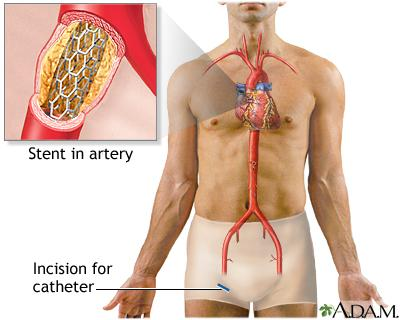 Stent in artery
Incision for
catheter
A.D.A.M.